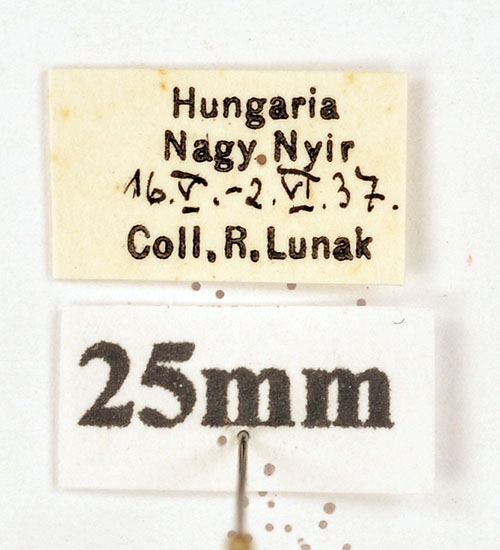 Hungaria
Nagy Nyir
16.V.-2.VI.37.
Coll. R. Lunak
25mm